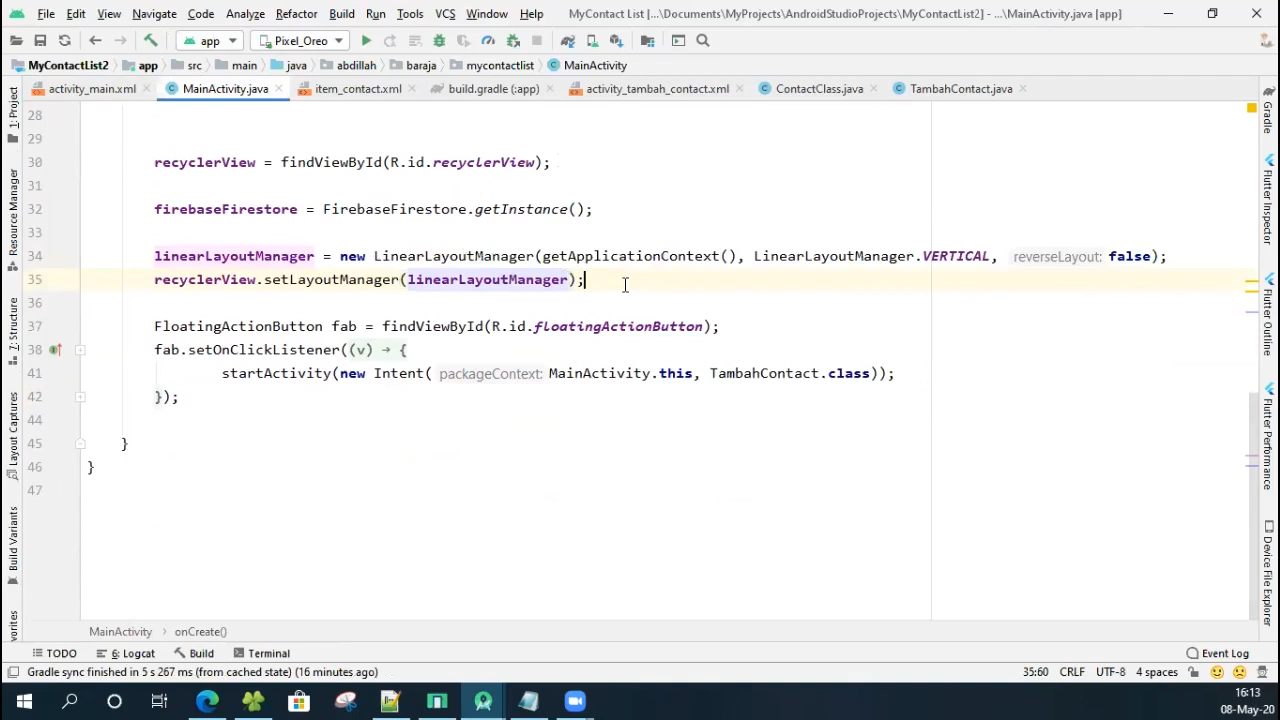 File Edit View Navigate Code Analyze Refactor Build Run Tools VCS Window Help MyContact List [...\Documents\MyProjects\AndroidStudioProjects\MyContactList2] - ...\MainActivity.java [app]
app Pixel_Oreo
MyContactList2 app src main java abdillah baraja mycontactlist MainActivity
activity_main.xml MainActivity.java item_contact.xml build.gradle (:app) activity_tambah_contact.xml ContactClass.java TambahContact.java
28
29
30 recyclerView = findViewById(R.id.recyclerView);
31
32 firebaseFirestore = FirebaseFirestore.getInstance();
33
34 linearLayoutManager = new LinearLayoutManager(getApplicationContext(), LinearLayoutManager.VERTICAL, reverseLayout: false);
35 recyclerView.setLayoutManager(linearLayoutManager);
36
37 FloatingActionButton fab = findViewById(R.id.floatingActionButton);
38 fab.setOnClickListener((v) → {
41 startActivity(new Intent( packageContext: MainActivity.this, TambahContact.class));
42 });
44
45 }
46 }
47
1: Project
Resource Manager
7: Structure
Layout Captures
Build Variants
Gradle
Flutter Inspector
Flutter Outline
Flutter Performance
Device File Explorer
MainActivity onCreate()
TODO 6: Logcat Build Terminal Event Log
Gradle sync finished in 5 s 267 ms (from cached state) (16 minutes ago) 35:60 CRLF UTF-8 4 spaces
16:13
08-May-20